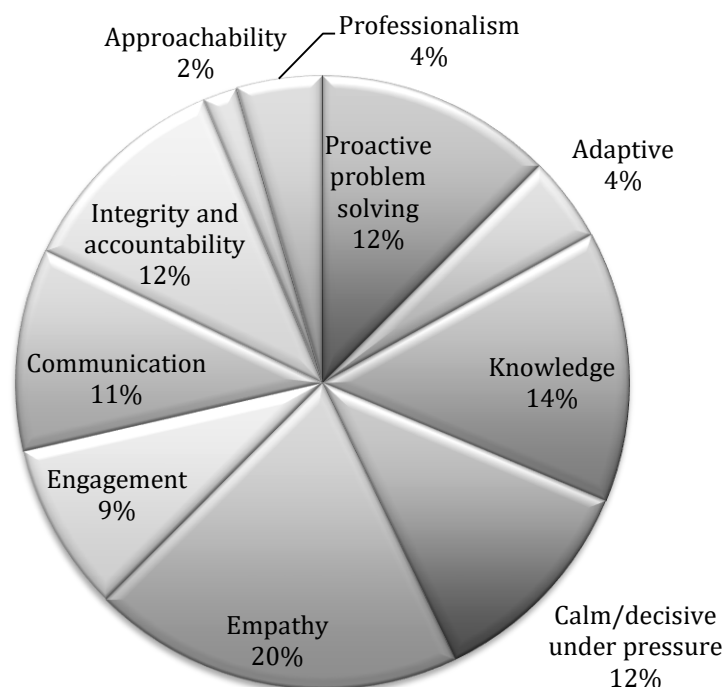 Approachability
2%
Professionalism
4%
Proactive
problem
solving
12%
Adaptive
4%
Integrity and
accountability
12%
Communication
11%
Knowledge
14%
Engagement
9%
Empathy
20%
Calm/decisive
under pressure
12%